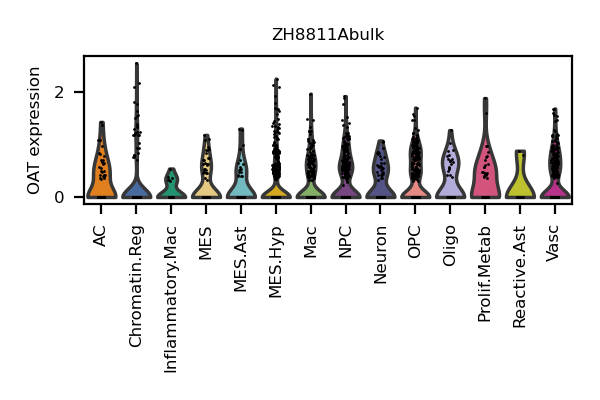 ZH8811Abulk
OAT expression
2
0
AC
Chromatin.Reg
Inflammatory.Mac
MES
MES.Ast
MES.Hyp
Mac
NPC
Neuron
OPC
Oligo
Prolif.Metab
Reactive.Ast
Vasc